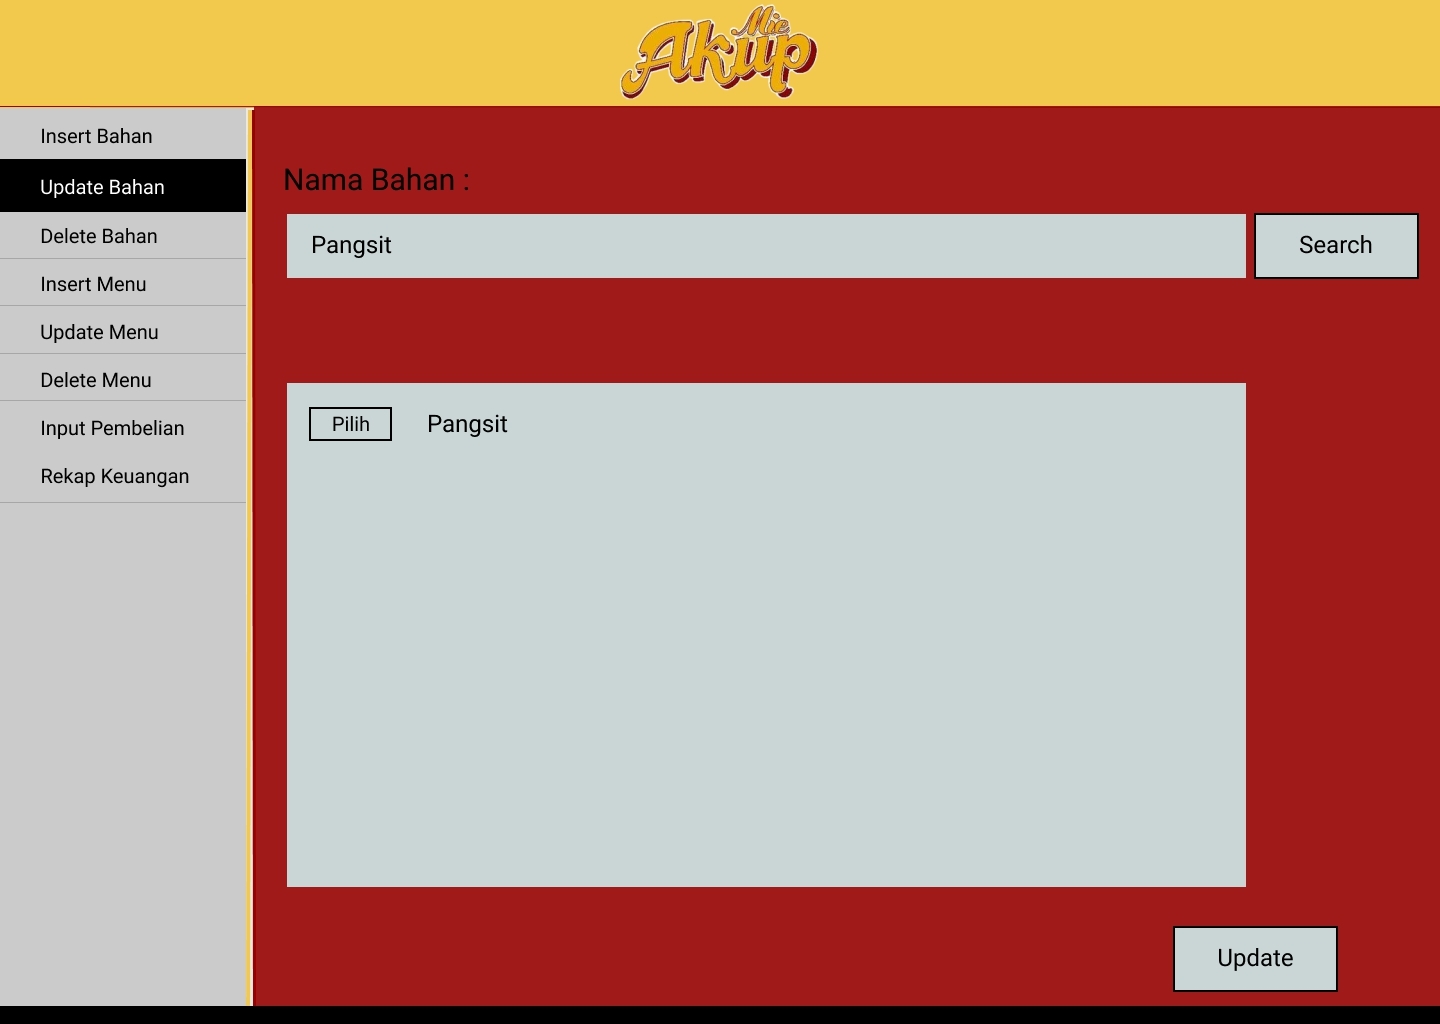 Mie
Akup
Insert Bahan
Update Bahan
Delete Bahan
Insert Menu
Update Menu
Delete Menu
Input Pembelian
Rekap Keuangan
Nama Bahan :
Pangsit
Search
Pilih Pangsit
Update